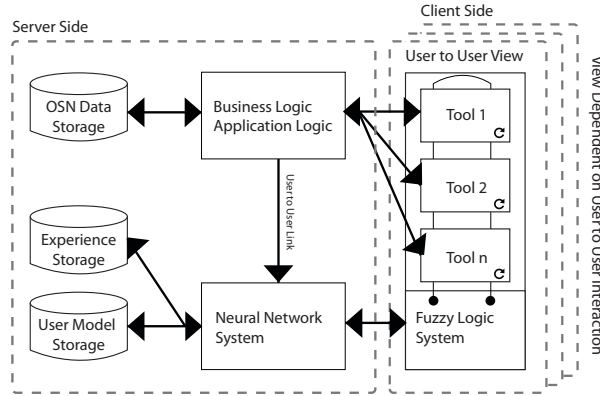 Client Side
Server Side
User to User View
OSN Data
Storage
Business Logic
Application Logic
Tool 1
Tool 2
Tool n
User to User Link
Experience
Storage
User Model
Storage
Neural Network
System
Fuzzy Logic
System
View Dependent on User to User Interaction